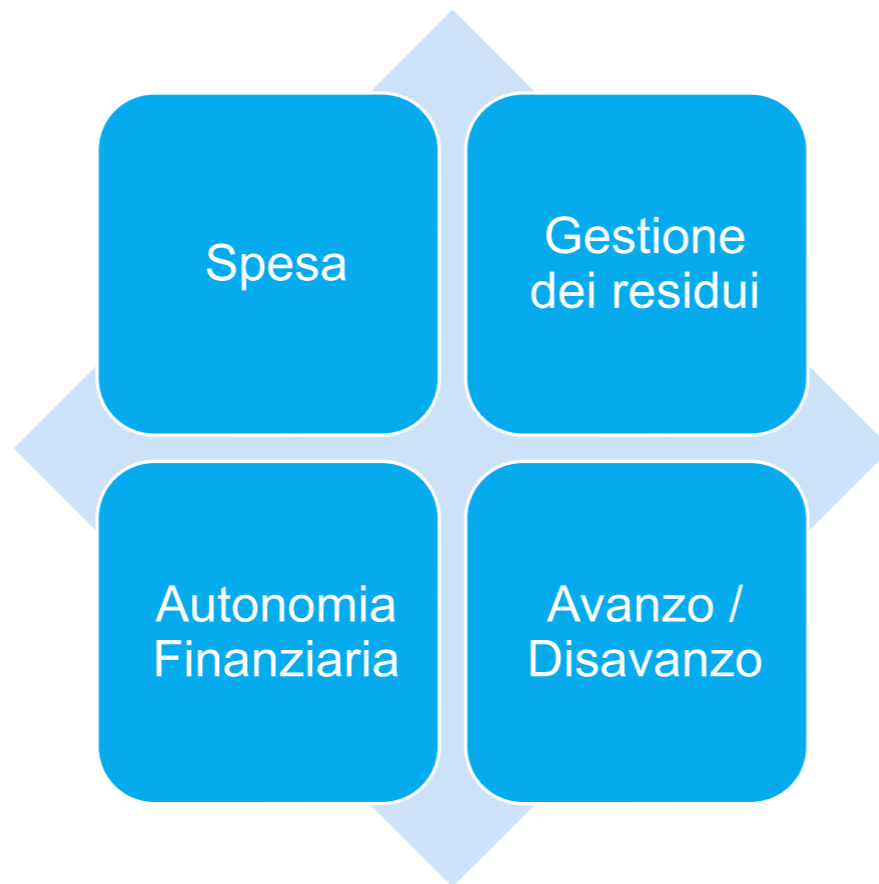 Spesa
Gestione
dei residui
Autonomia
Finanziaria
Avanzo /
Disavanzo